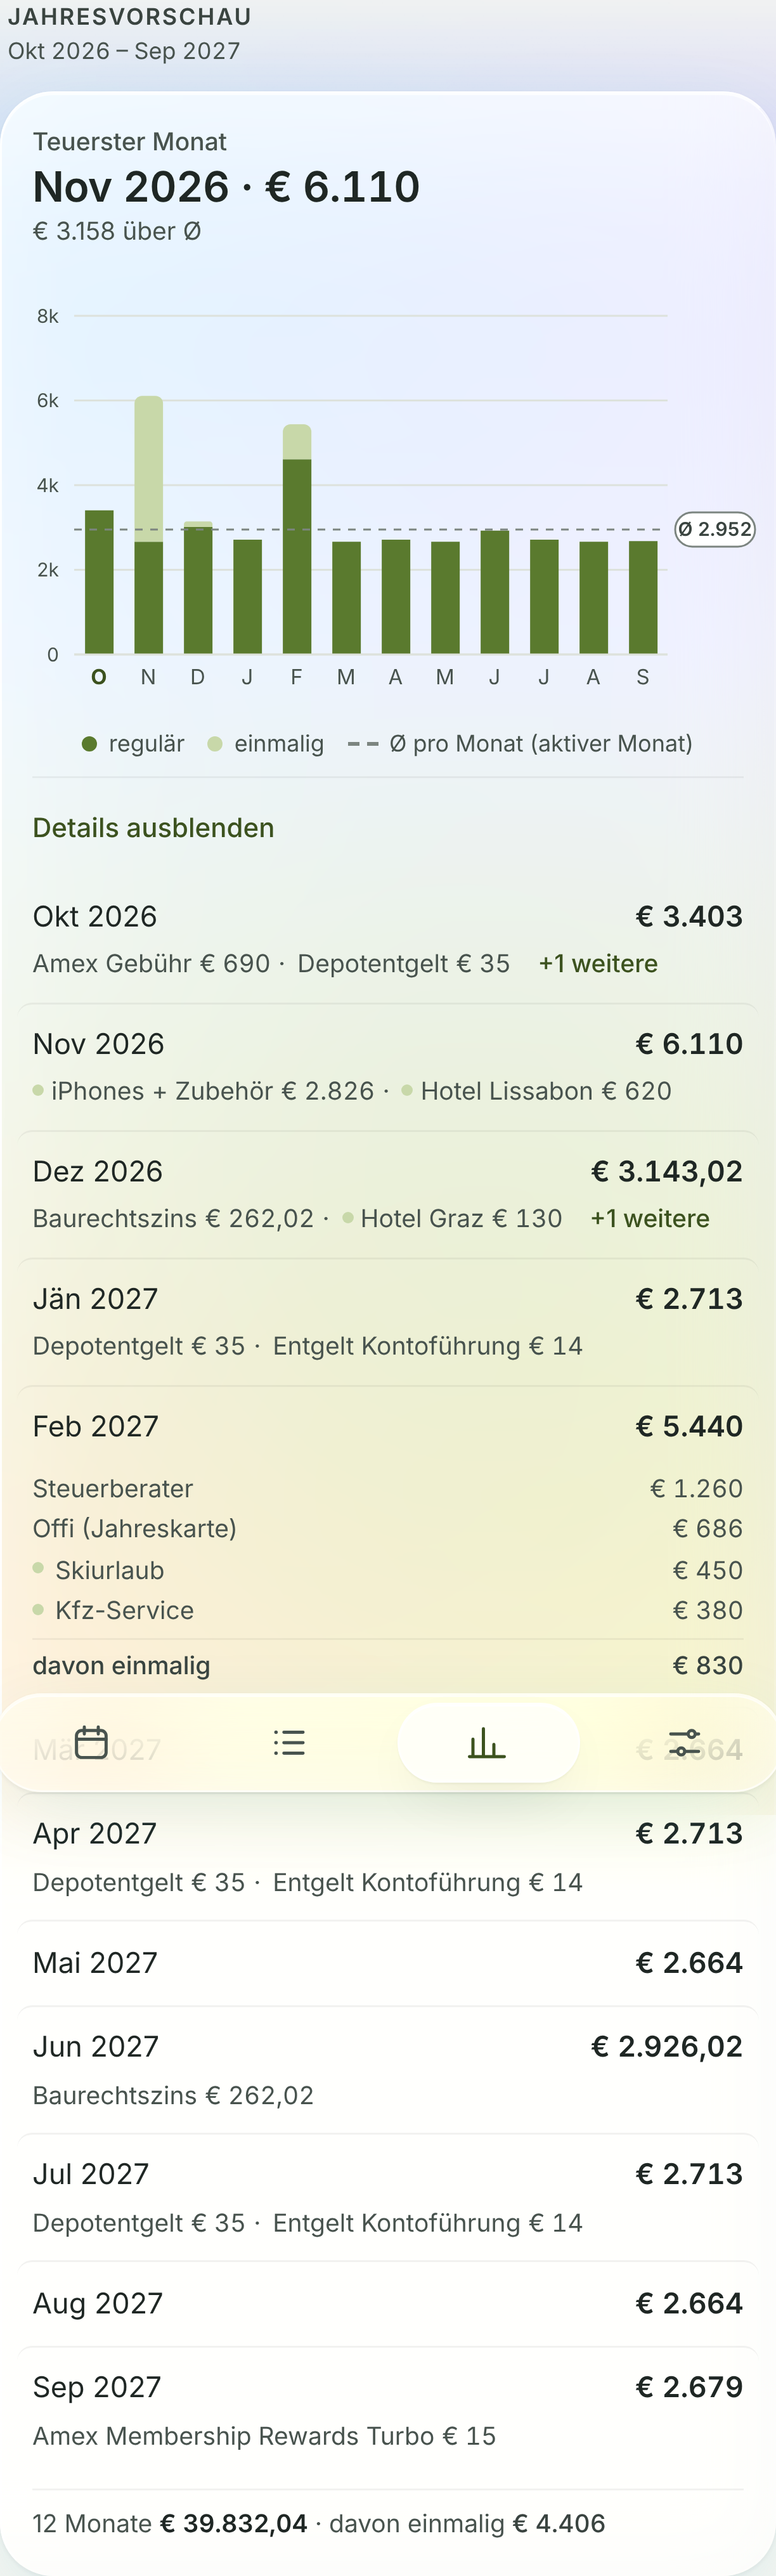 JAHRESVORSCHAU
Okt 2026 – Sep 2027
Teuerster Monat
Nov 2026 · € 6.110
€ 3.158 über Ø
8k
6k
4k
Ø 2.952
2k
0
O N D J F M A M J J A S
regulär einmalig Ø pro Monat (aktiver Monat)
Details ausblenden
Okt 2026 € 3.403
Amex Gebühr € 690 · Depotentgelt € 35 +1 weitere
Nov 2026 € 6.110
iPhones + Zubehör € 2.826 · Hotel Lissabon € 620
Dez 2026 € 3.143,02
Baurechtszins € 262,02 · Hotel Graz € 130 +1 weitere
Jän 2027 € 2.713
Depotentgelt € 35 · Entgelt Kontoführung € 14
Feb 2027 € 5.440
Steuerberater € 1.260
Offi (Jahreskarte) € 686
Skiurlaub € 450
Kfz-Service € 380
davon einmalig € 830
Mär 2027 € 2.664
Apr 2027 € 2.713
Depotentgelt € 35 · Entgelt Kontoführung € 14
Mai 2027 € 2.664
Jun 2027 € 2.926,02
Baurechtszins € 262,02
Jul 2027 € 2.713
Depotentgelt € 35 · Entgelt Kontoführung € 14
Aug 2027 € 2.664
Sep 2027 € 2.679
Amex Membership Rewards Turbo € 15
12 Monate € 39.832,04 · davon einmalig € 4.406